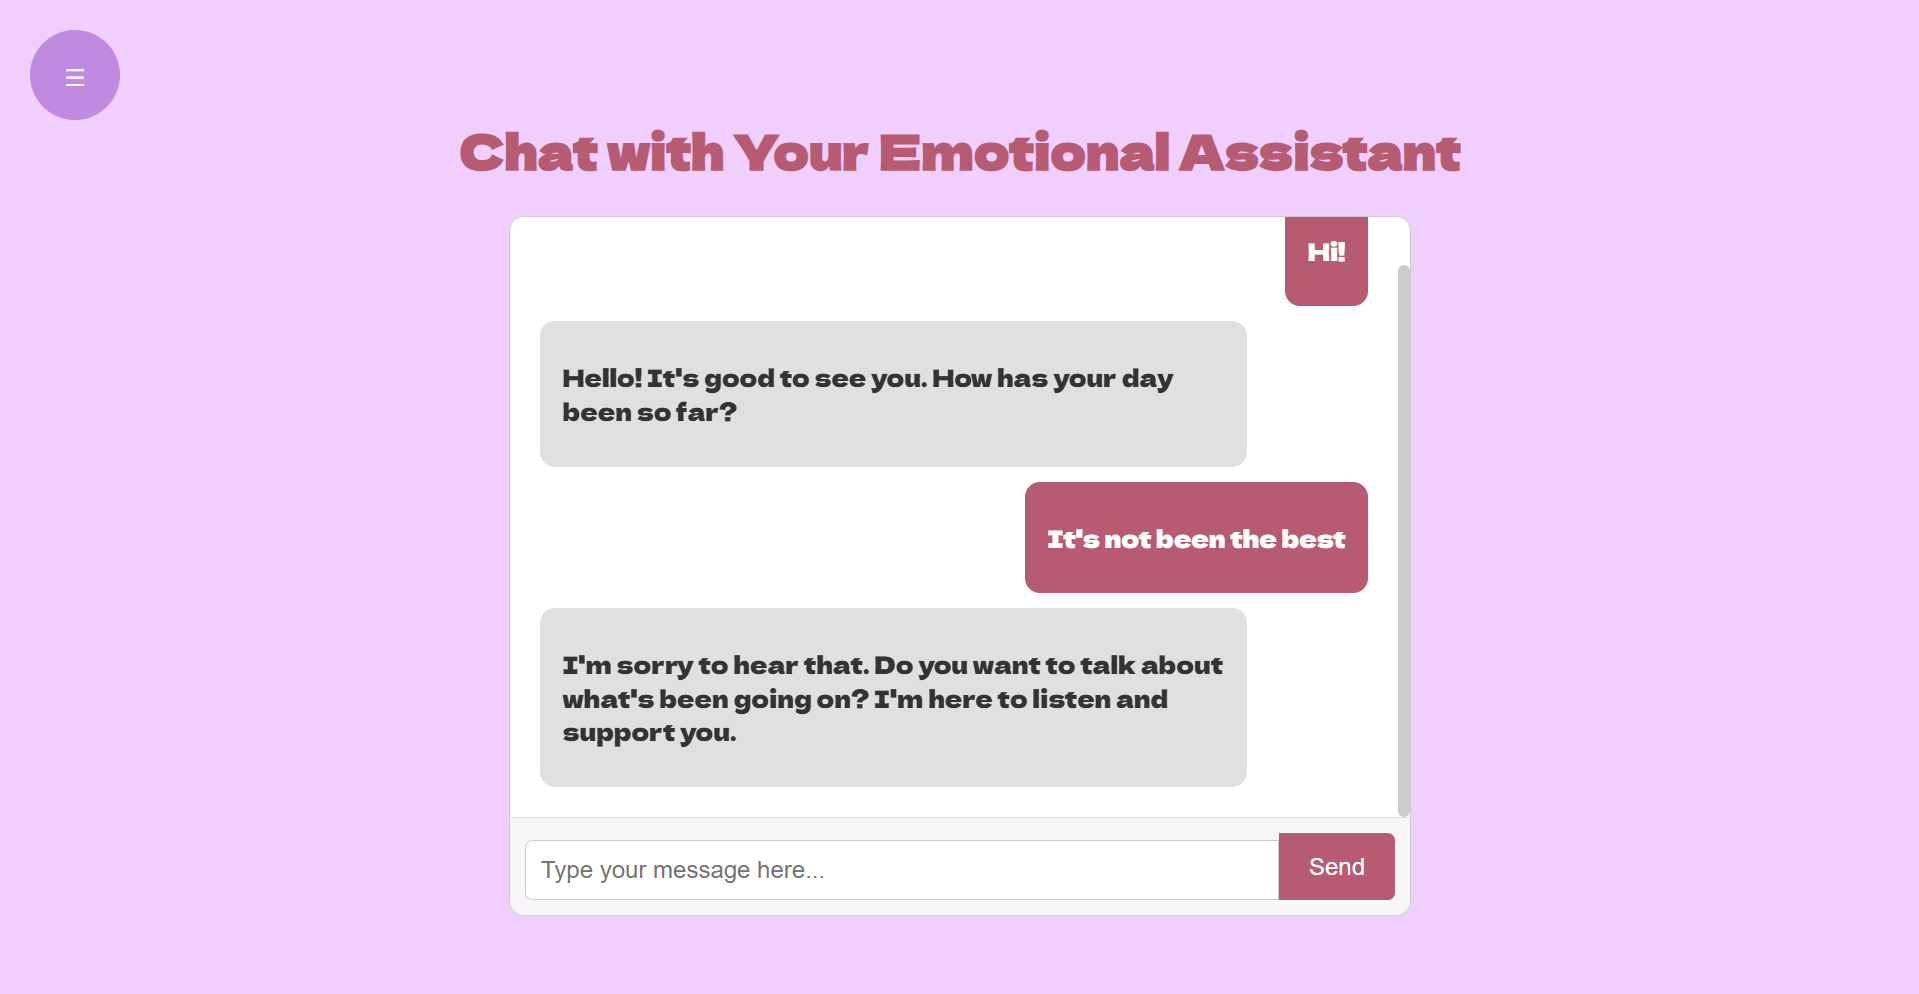 Chat with Your Emotional Assistant
Hi!
Hello! It's good to see you. How has your day
been so far?
It's not been the best
I'm sorry to hear that. Do you want to talk about
what's been going on? I'm here to listen and
support you.
Type your message here...
Send